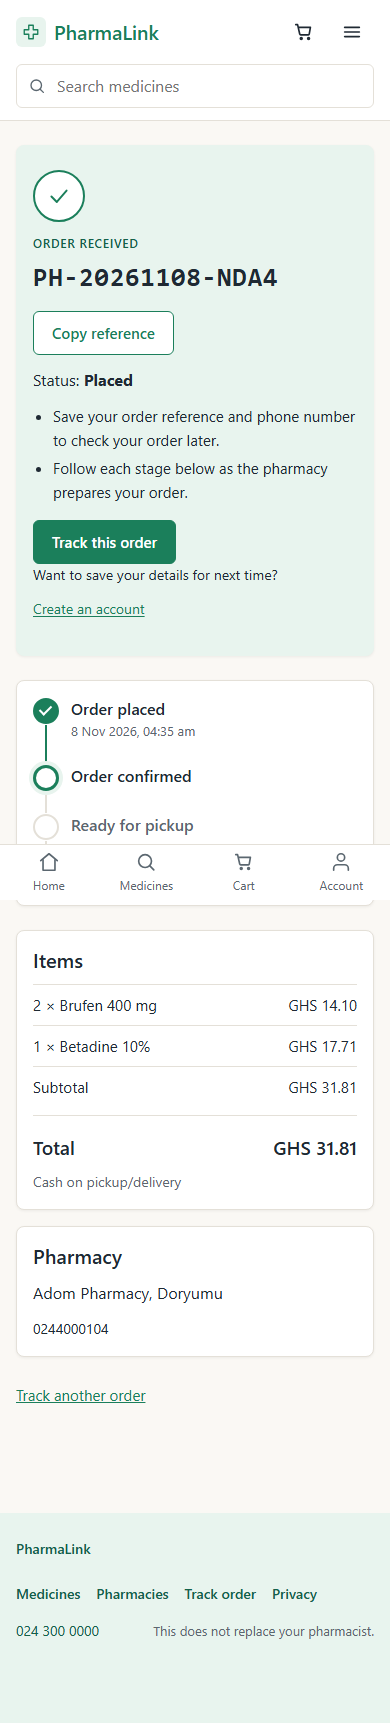 PharmaLink
Search medicines
ORDER RECEIVED
PH-20261108-NDA4
Copy reference
Status: Placed
• Save your order reference and phone number
to check your order later.
• Follow each stage below as the pharmacy
prepares your order.
Track this order
Want to save your details for next time?
Create an account
Order placed
8 Nov 2026, 04:35 am
Order confirmed
Ready for pickup
Home Medicines Cart Account
Items
2 × Brufen 400 mg GHS 14.10
1 × Betadine 10% GHS 17.71
Subtotal GHS 31.81
Total GHS 31.81
Cash on pickup/delivery
Pharmacy
Adom Pharmacy, Doryumu
0244000104
Track another order
PharmaLink
Medicines Pharmacies Track order Privacy
024 300 0000 This does not replace your pharmacist.